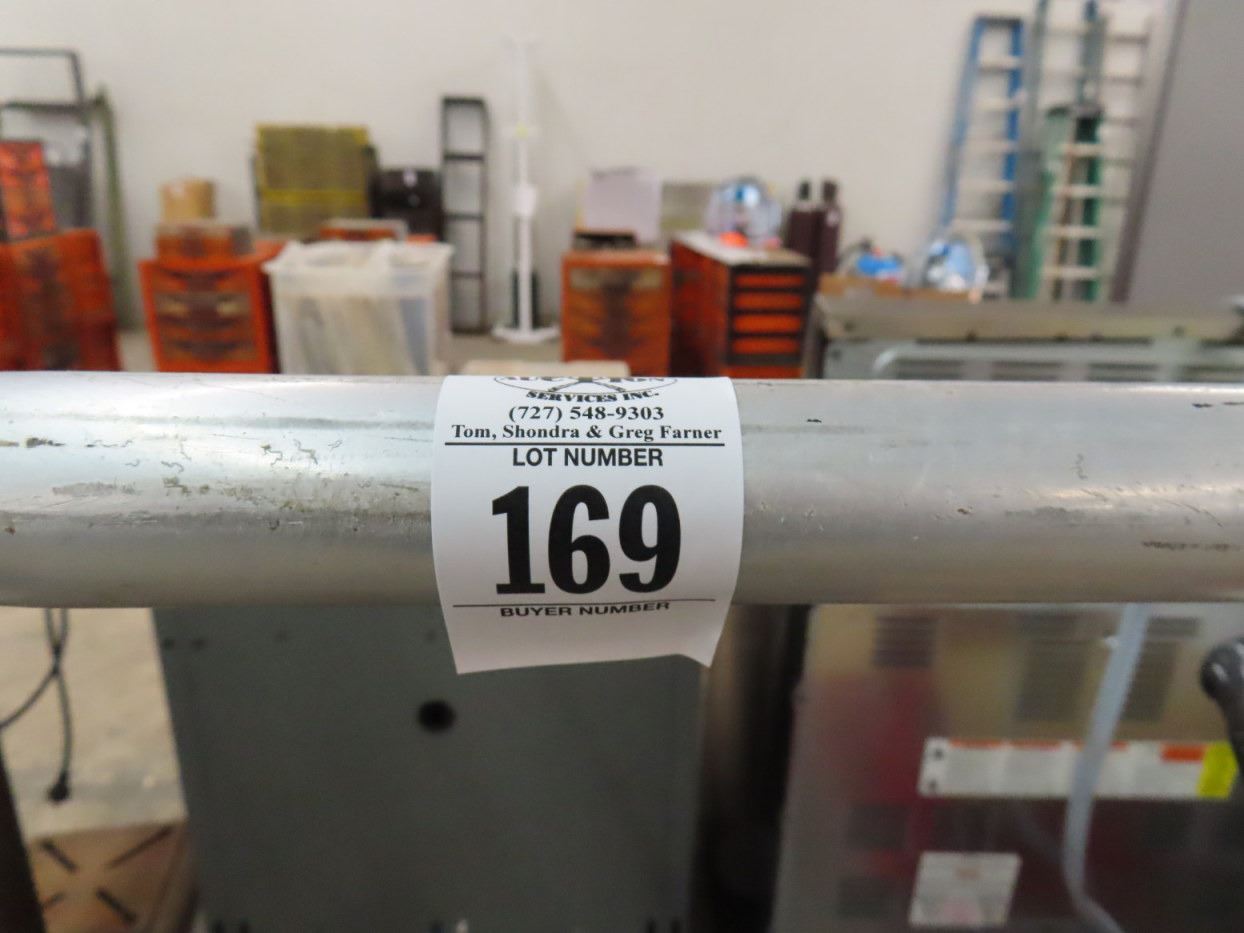 SERVICES INC.
(727) 548-9303
Tom, Shondra & Greg Farner
LOT NUMBER
169
BUYER NUMBER